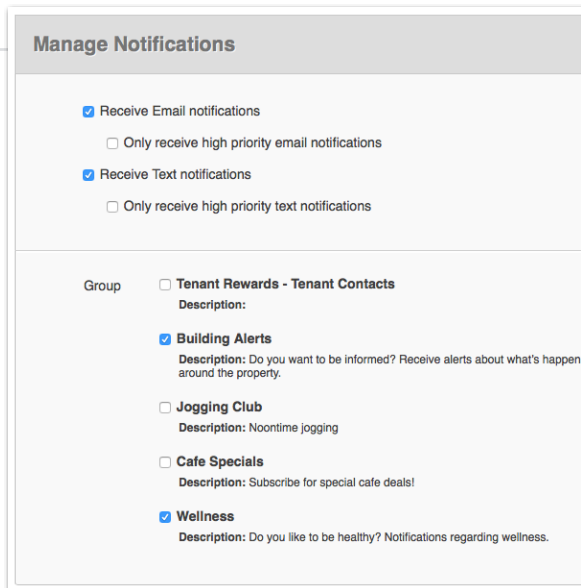 Manage Notifications
Receive Email notifications
Only receive high priority email notifications
Receive Text notifications
Only receive high priority text notifications
Group
Tenant Rewards - Tenant Contacts
Description:
Building Alerts
Description: Do you want to be informed? Receive alerts about what's happen
around the property.
Jogging Club
Description: Noontime jogging
Cafe Specials
Description: Subscribe for special cafe deals!
Wellness
Description: Do you like to be healthy? Notifications regarding wellness.